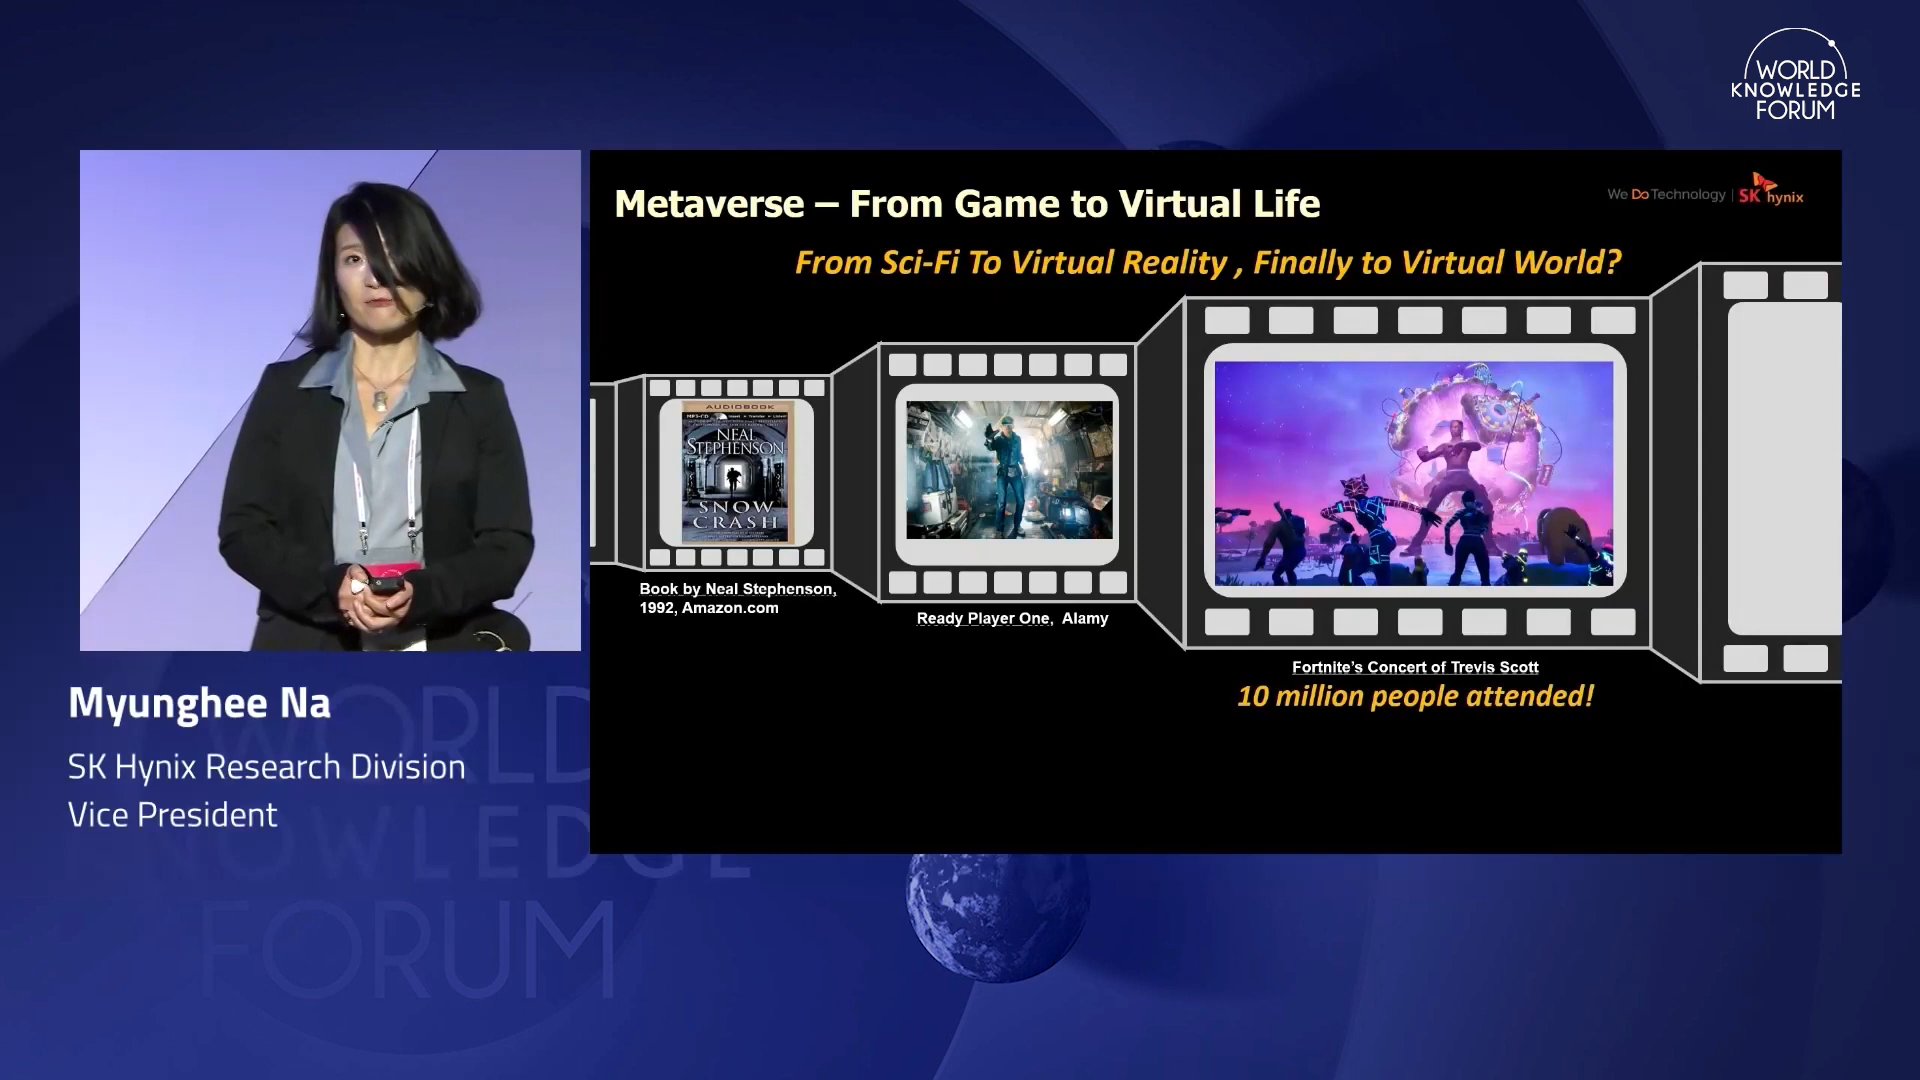 WORLD
KNOWLEDGE
FORUM
Metaverse – From Game to Virtual Life
We Do Technology | SK hynix
From Sci-Fi To Virtual Reality , Finally to Virtual World?
AUDIOBOOK
NEAL
STEPHENSON
SNOW
CRASH
Book by Neal Stephenson,
1992, Amazon.com
Ready Player One, Alamy
Fortnite's Concert of Trevis Scott
10 million people attended!
Myunghee Na
SK Hynix Research Division
Vice President
WORLD
KNOWLEDGE
FORUM